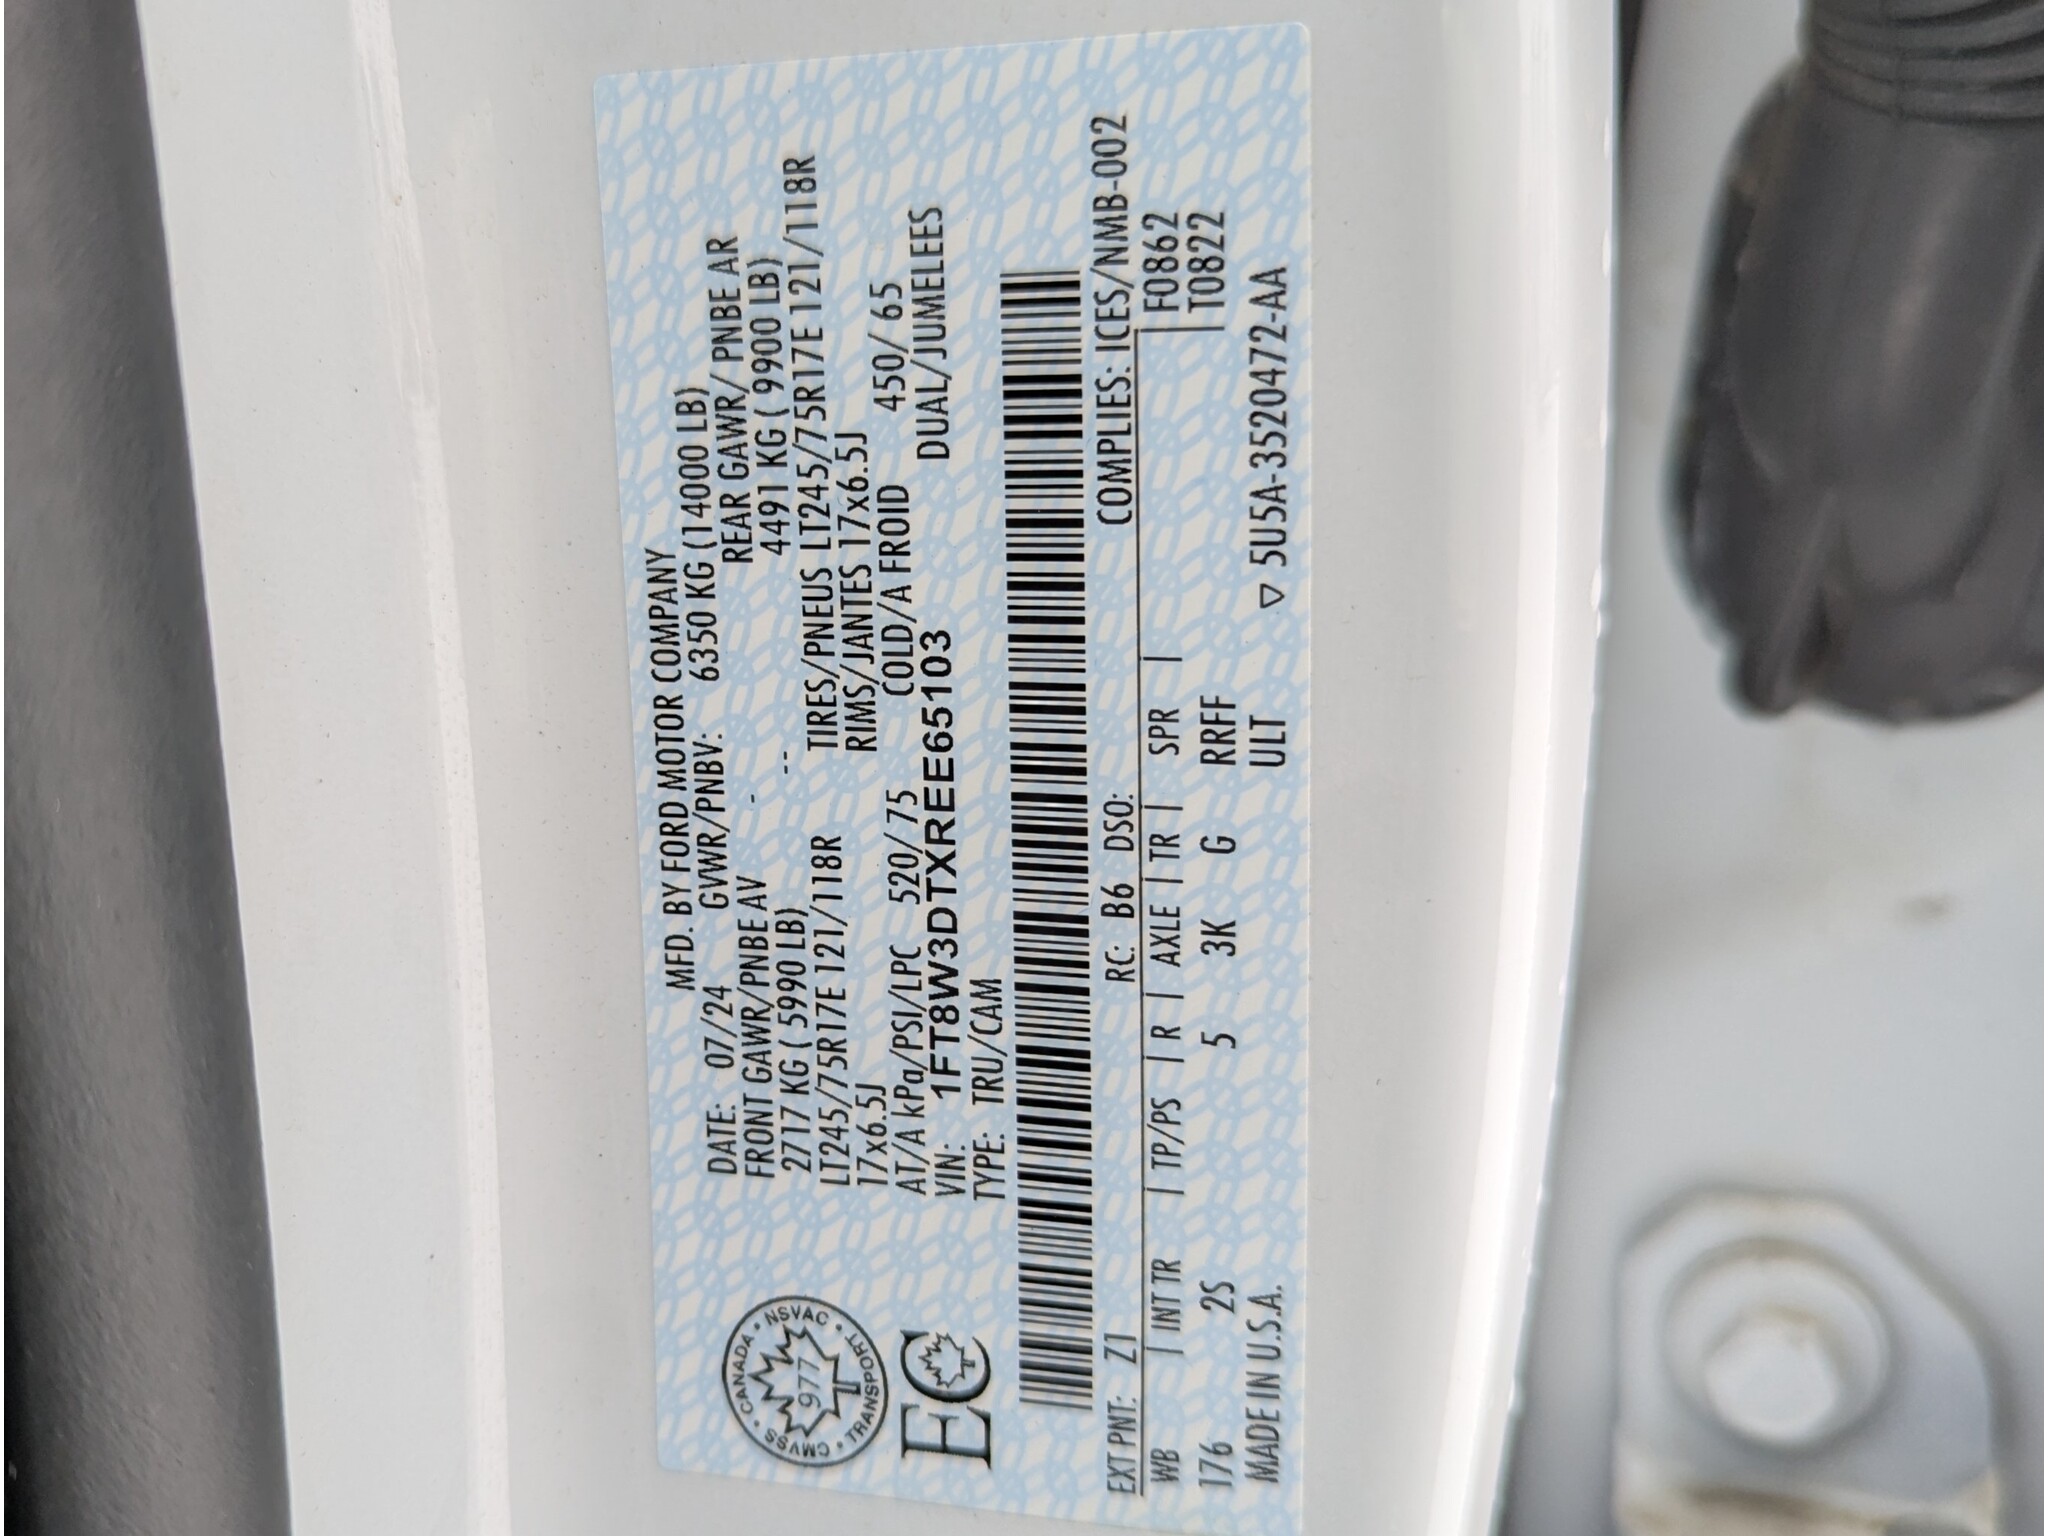 MFD. BY FORD MOTOR COMPANY
DATE: 07/24 GVWR/PNBV: 6350 KG (14000 LB)
FRONT GAWR/PNBE AV - REAR GAWR/ PNBE AR
2717 KG ( 5990 LB) -- 4491 KG ( 9900 LB)
LT245/75R17E 121/118R TIRES/PNEUS LT245/75R17E 121/118R
17x6.5J RIMS/JANTES 17x6.5J
AT/A kPa/PSI/LPC 520/ 75 COLD/A FROID 450/ 65
VIN: 1FT8W3DTXREE65103 DUAL/JUMELEES
TYPE: TRU/CAM
CANADA • NSVAC • TRANSPORT • CMVSS •
977
EC
EXT PNT: Z1 RC: B6 DSO: COMPLIES: ICES/NMB-002
WB | INT TR | TP/PS | R | AXLE | TR | SPR | | F0862
176 2S 5 3K G RRFF | T0822
MADE IN U.S.A. ULT ▽ 5U5A-3520472-AA